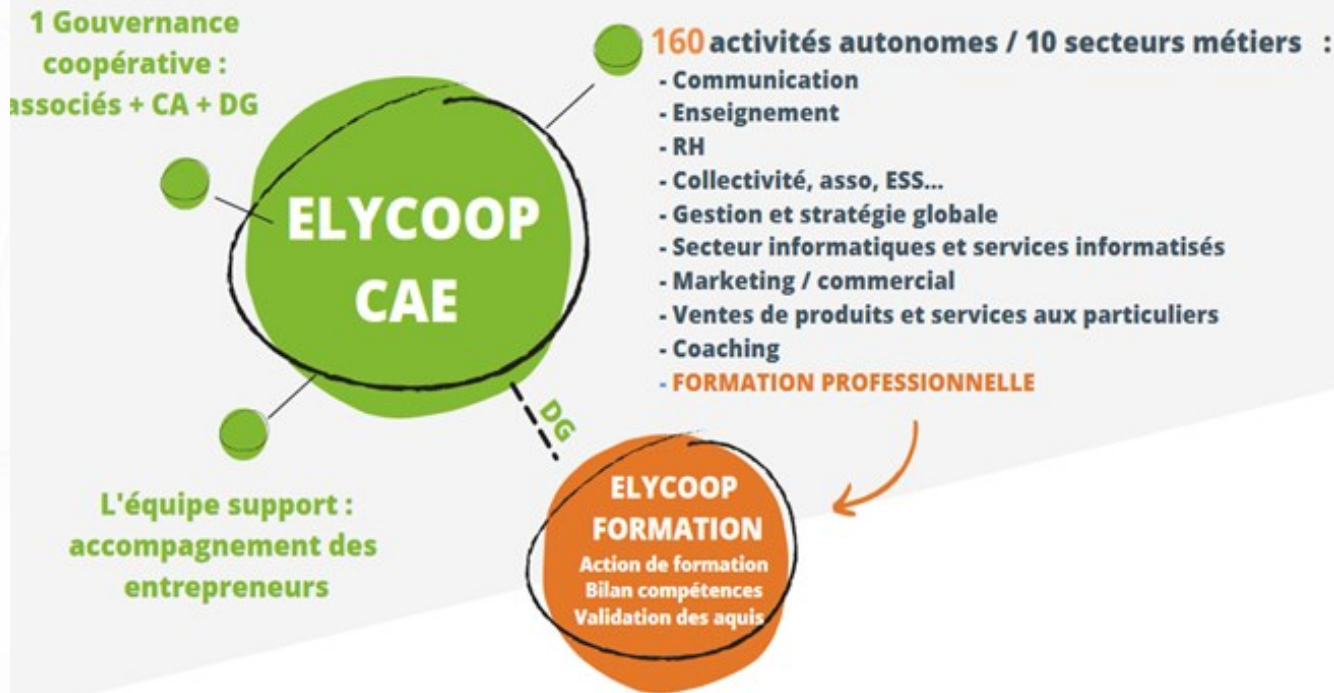 1 Gouvernance
coopérative :
associés + CA + DG
160 activités autonomes / 10 secteurs métiers :
- Communication
- Enseignement
- RH
- Collectivité, asso, ESS...
- Gestion et stratégie globale
- Secteur informatiques et services informatisés
- Marketing / commercial
- Ventes de produits et services aux particuliers
- Coaching
- FORMATION PROFESSIONNELLE
ELYCOOP
CAE
DG
L'équipe support :
accompagnement des
entrepreneurs
ELYCOOP
FORMATION
Action de formation
Bilan compétences
Validation des aquis